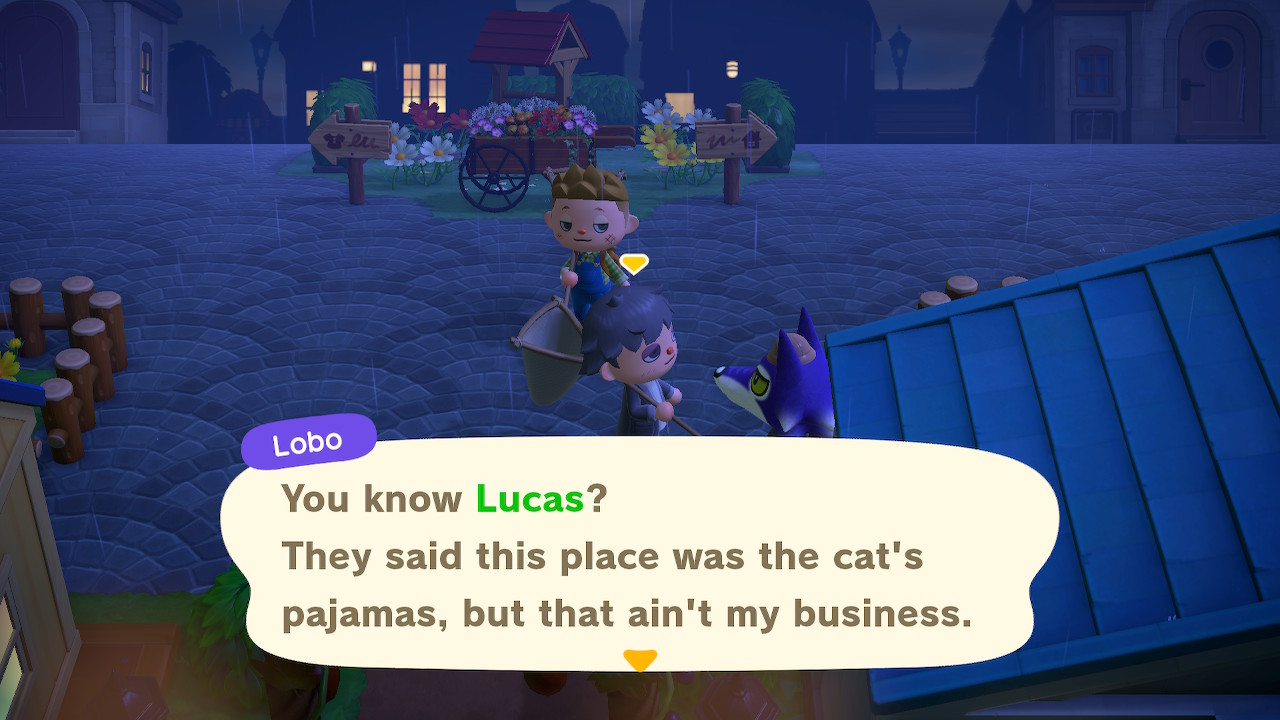 Lobo
You know Lucas?
They said this place was the cat's
pajamas, but that ain't my business.